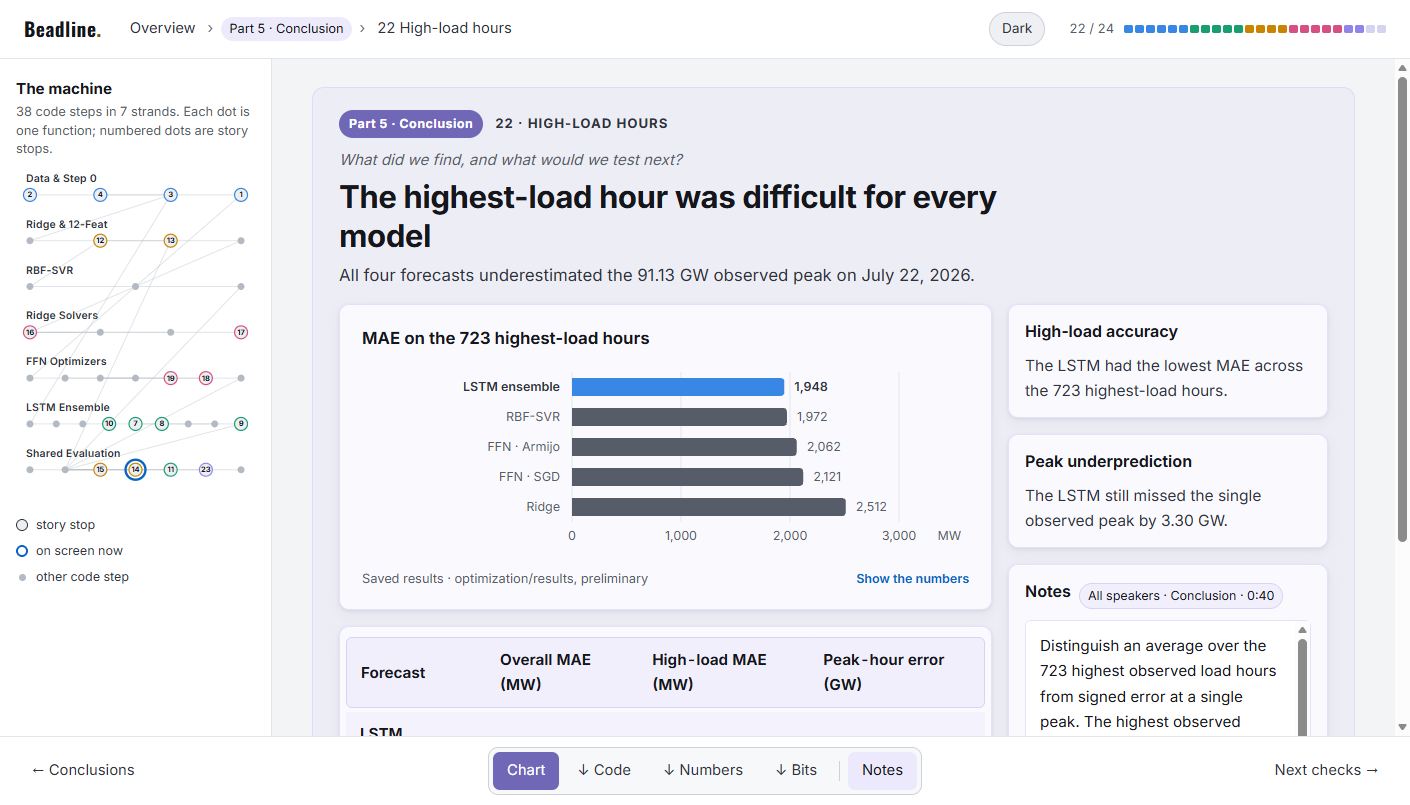 Beadline.
Overview › Part 5 · Conclusion › 22 High-load hours
Dark
22 / 24
The machine
38 code steps in 7 strands. Each dot is
one function; numbered dots are story
stops.
Data & Step 0
2 4 3 1
Ridge & 12-Feat
12 13
RBF-SVR
Ridge Solvers
16 17
FFN Optimizers
19 18
LSTM Ensemble
10 7 8 9
Shared Evaluation
15 14 11 23
story stop
on screen now
other code step
Part 5 · Conclusion
22 · HIGH-LOAD HOURS
What did we find, and what would we test next?
The highest-load hour was difficult for every
model
All four forecasts underestimated the 91.13 GW observed peak on July 22, 2026.
MAE on the 723 highest-load hours
LSTM ensemble 1,948
RBF-SVR 1,972
FFN · Armijo 2,062
FFN · SGD 2,121
Ridge 2,512
0 1,000 2,000 3,000 MW
Saved results · optimization/results, preliminary
Show the numbers
Forecast
Overall MAE
(MW)
High-load MAE
(MW)
Peak-hour error
(GW)
LSTM
High-load accuracy
The LSTM had the lowest MAE across
the 723 highest-load hours.
Peak underprediction
The LSTM still missed the single
observed peak by 3.30 GW.
Notes
All speakers · Conclusion · 0:40
Distinguish an average over the
723 highest observed load hours
from signed error at a single
peak. The highest observed
← Conclusions
Chart
↓ Code
↓ Numbers
↓ Bits
Notes
Next checks →